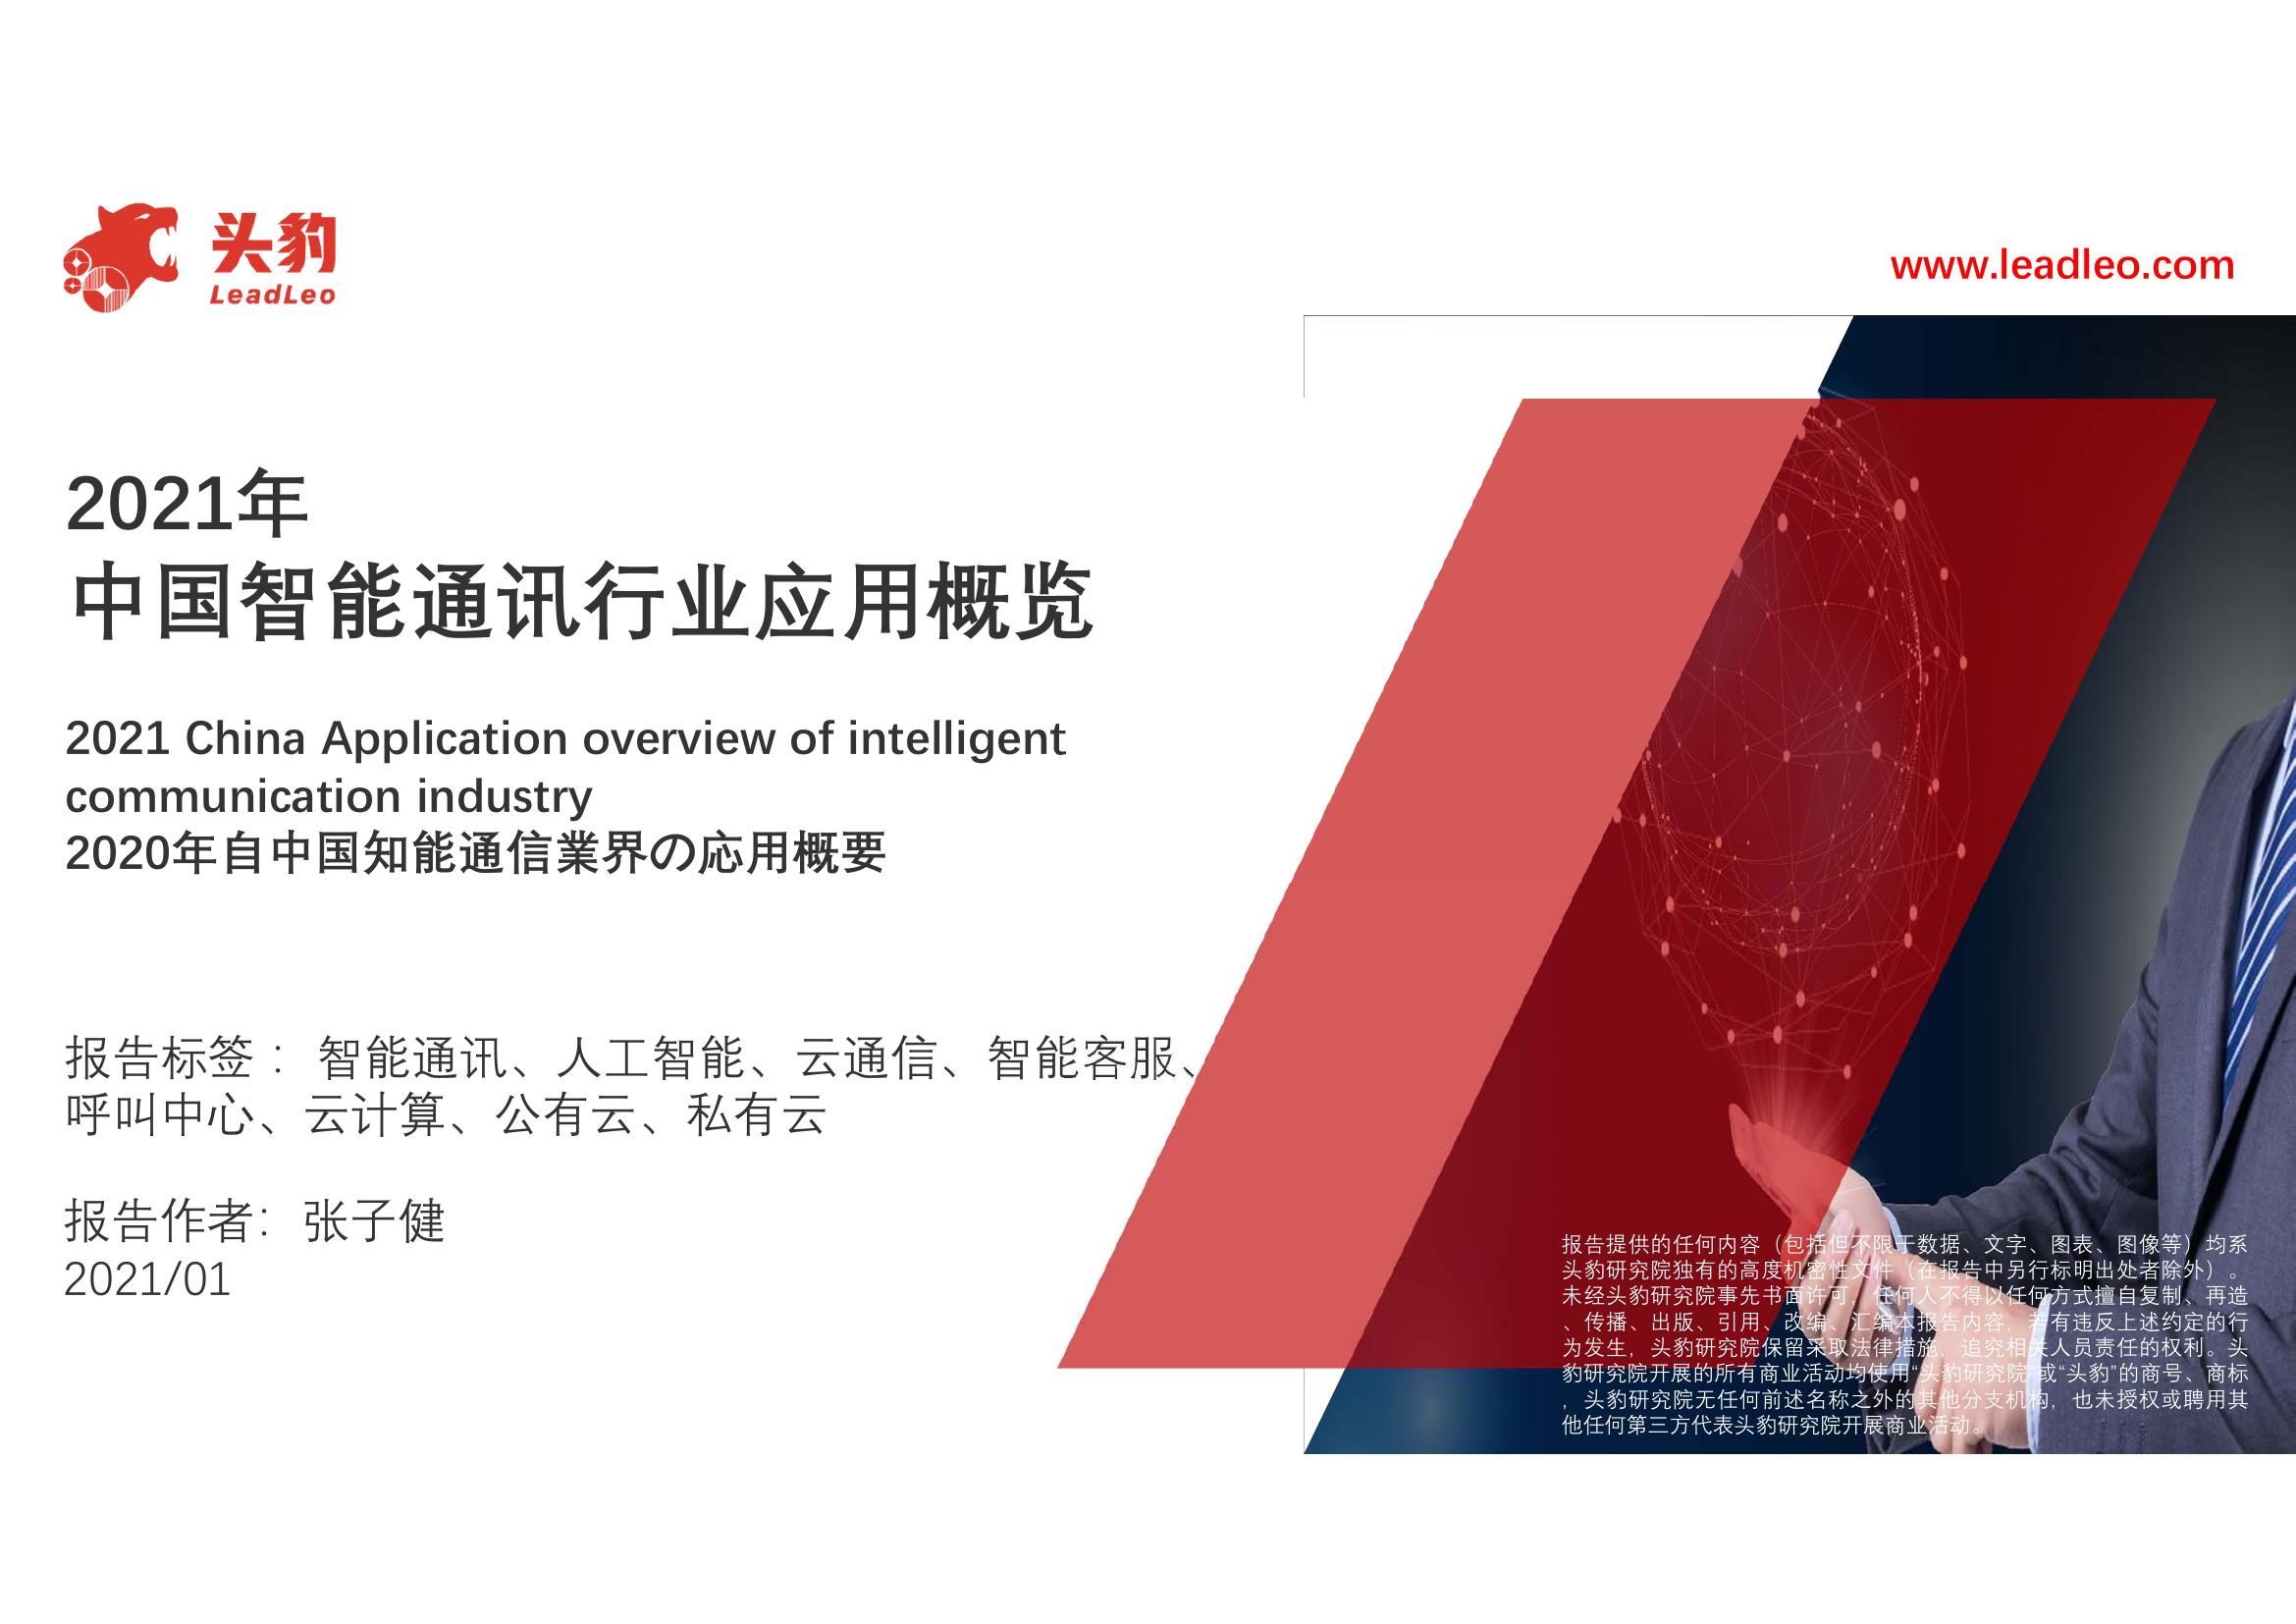 头豹
LeadLeo
www.leadleo.com
2021年
中国智能通讯行业应用概览
2021 China Application overview of intelligent
communication industry
2020年自中国知能通信業界の応用概要
报告标签： 智能通讯、人工智能、云通信、智能客服、
呼叫中心、云计算、公有云、私有云
报告作者：张子健
2021/01
报告提供的任何内容（包括但不限于数据、文字、图表、图像等）均系
头豹研究院独有的高度机密性文件（在报告中另行标明出处者除外）。
未经头豹研究院事先书面许可，任何人不得以任何方式擅自复制、再造
、传播、出版、引用、改编、汇编本报告内容，若有违反上述约定的行
为发生，头豹研究院保留采取法律措施，追究相关人员责任的权利。头
豹研究院开展的所有商业活动均使用“头豹研究院”或“头豹”的商号、商标
，头豹研究院无任何前述名称之外的其他分支机构，也未授权或聘用其
他任何第三方代表头豹研究院开展商业活动。